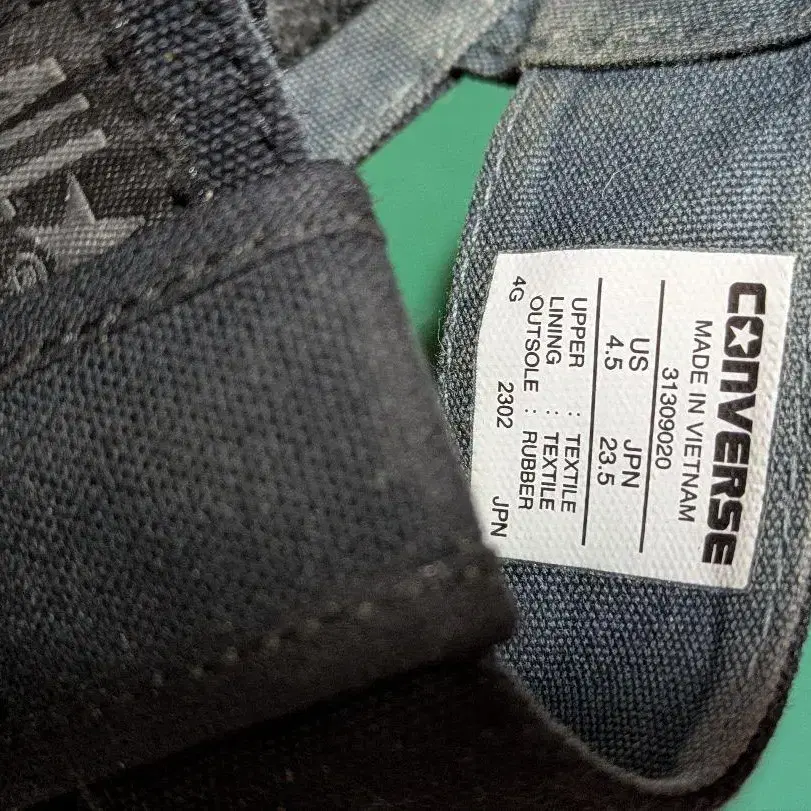 CONVERSE
MADE IN VIETNAM
31309020
US JPN
4.5 23.5
UPPER : TEXTILE
LINING : TEXTILE
OUTSOLE : RUBBER
4G 2302 JPN